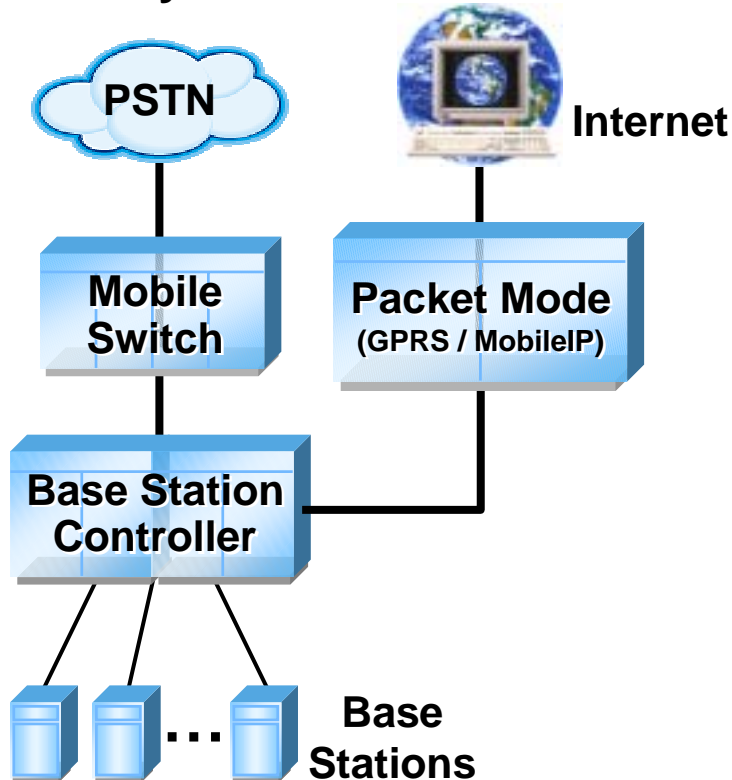 PSTN
Internet
Mobile
Switch
Packet Mode
(GPRS / MobileIP)
Base Station
Controller
...
Base
Stations